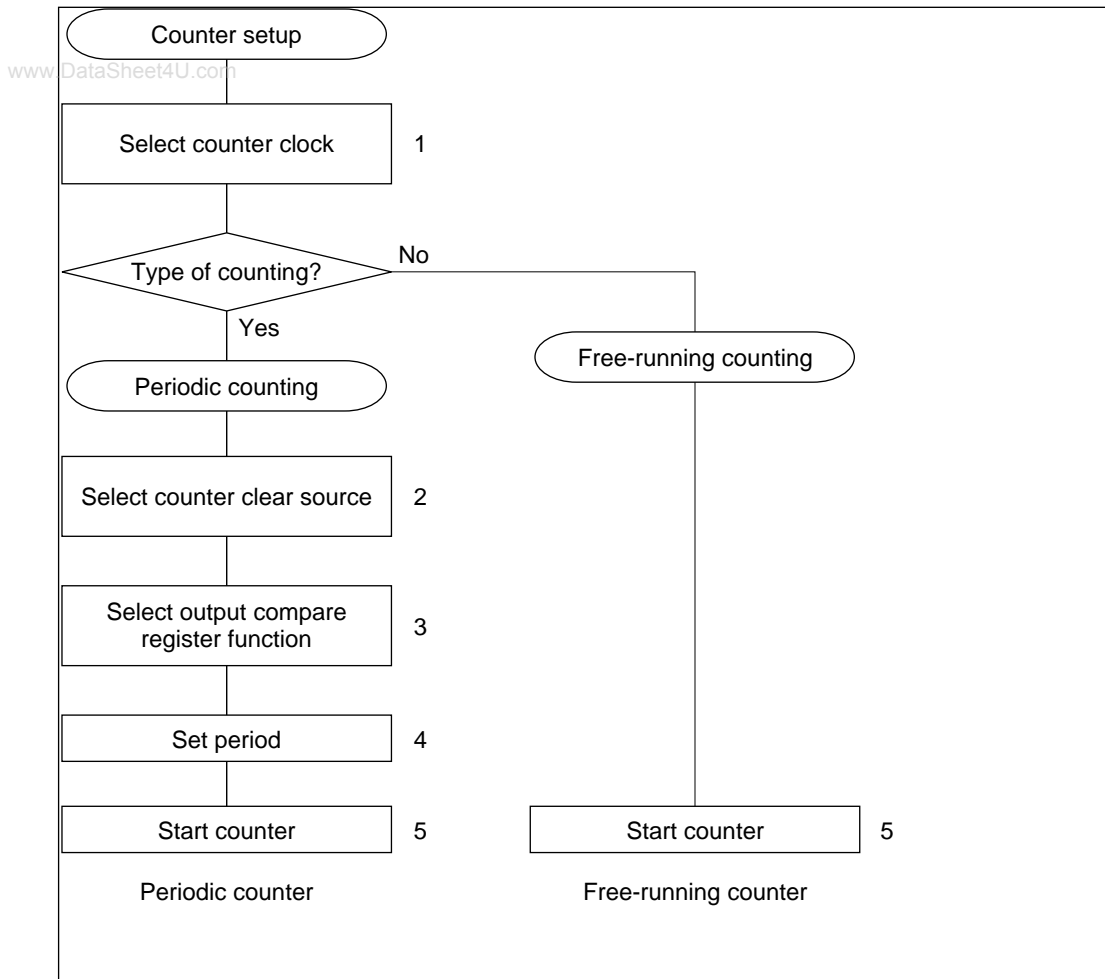 Counter setup
www.DataSheet4U.com
Select counter clock
1
Type of counting?
No
Yes
Free-running counting
Periodic counting
Select counter clear source
2
Select output compare
register function
3
Set period
4
Start counter
5
Start counter
5
Periodic counter
Free-running counter